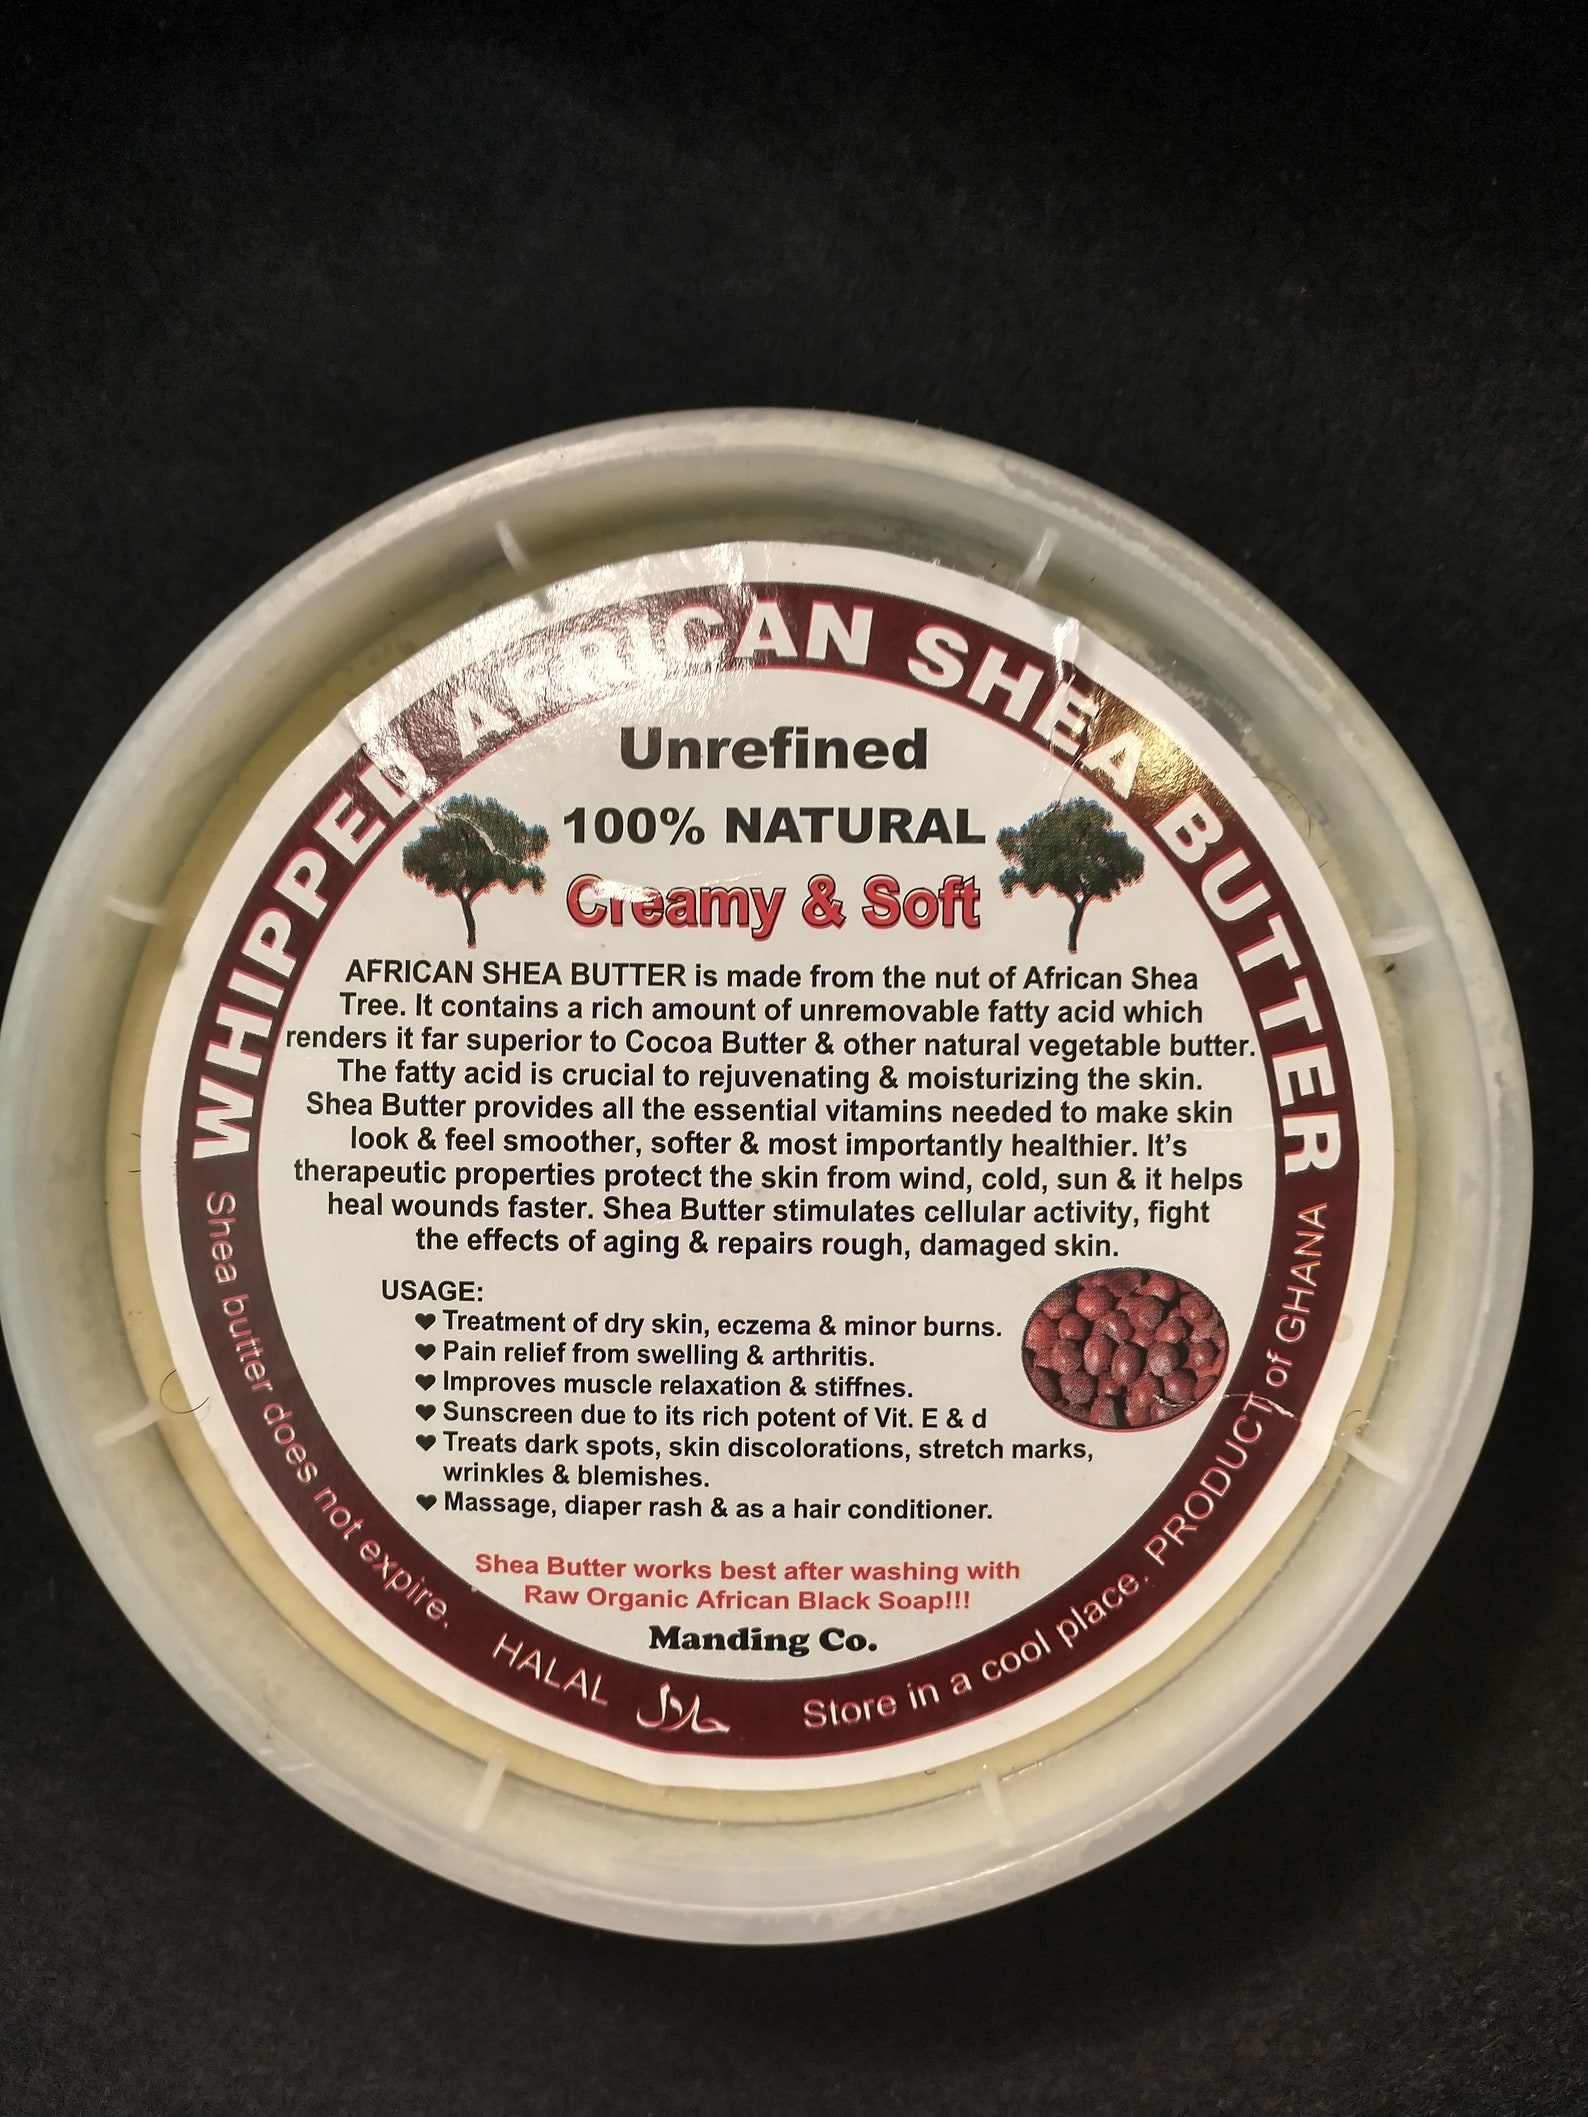 WHIPPED AFRICAN SHEA BUTTER
Unrefined
100% NATURAL
Creamy & Soft
AFRICAN SHEA BUTTER is made from the nut of African Shea
Tree. It contains a rich amount of unremovable fatty acid which
renders it far superior to Cocoa Butter & other natural vegetable butter.
The fatty acid is crucial to rejuvenating & moisturizing the skin.
Shea Butter provides all the essential vitamins needed to make skin
look & feel smoother, softer & most importantly healthier. It's
therapeutic properties protect the skin from wind, cold, sun & it helps
heal wounds faster. Shea Butter stimulates cellular activity, fight
the effects of aging & repairs rough, damaged skin.
USAGE:
♥ Treatment of dry skin, eczema & minor burns.
♥ Pain relief from swelling & arthritis.
♥ Improves muscle relaxation & stiffnes.
♥ Sunscreen due to its rich potent of Vit. E & d
♥ Treats dark spots, skin discolorations, stretch marks,
wrinkles & blemishes.
♥ Massage, diaper rash & as a hair conditioner.
Shea Butter works best after washing with
Raw Organic African Black Soap!!!
Manding Co.
Shea butter does not expire. HALAL حلال Store in a cool place. PRODUCT of GHANA